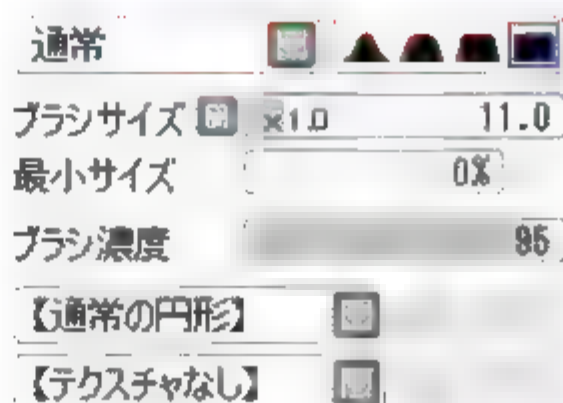 通常
ブラシサイズ x1.0 11.0
最小サイズ 0%
ブラシ濃度 95
【通常の円形】
【テクスチャなし】